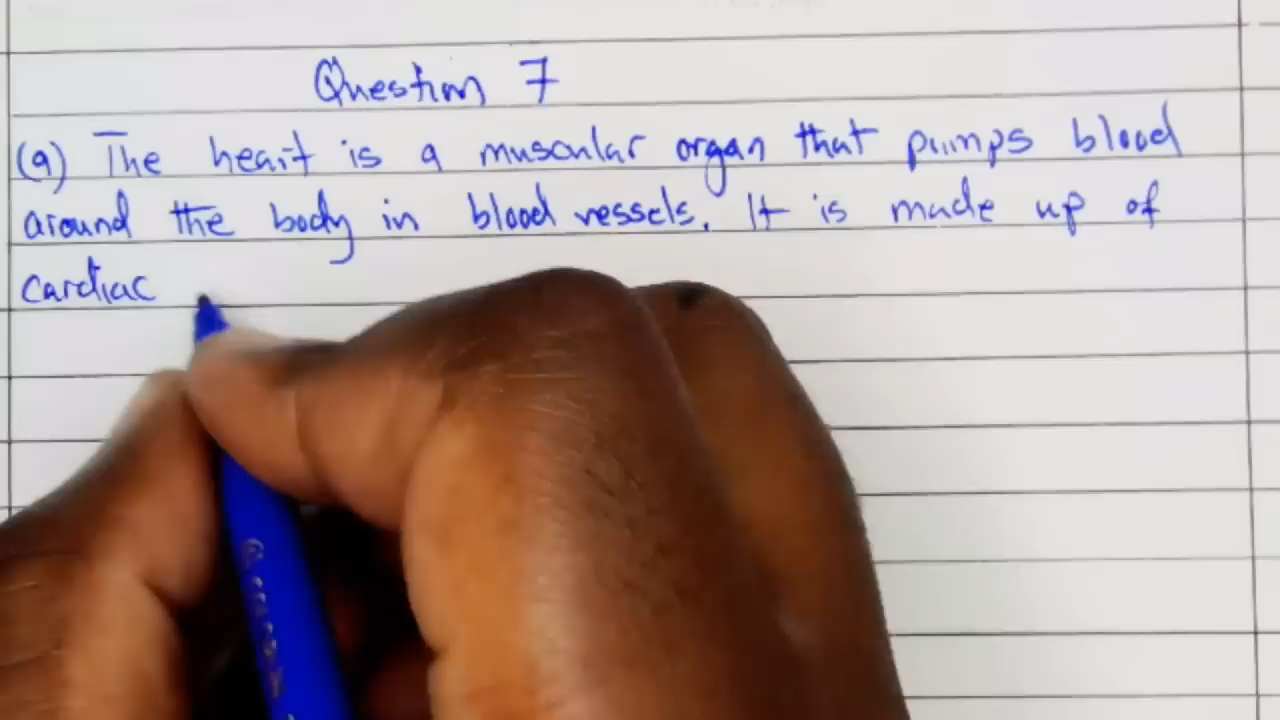 Question 7
(a) The heart is a muscular organ that pumps blood
around the body in blood vessels. It is made up of
cardiac